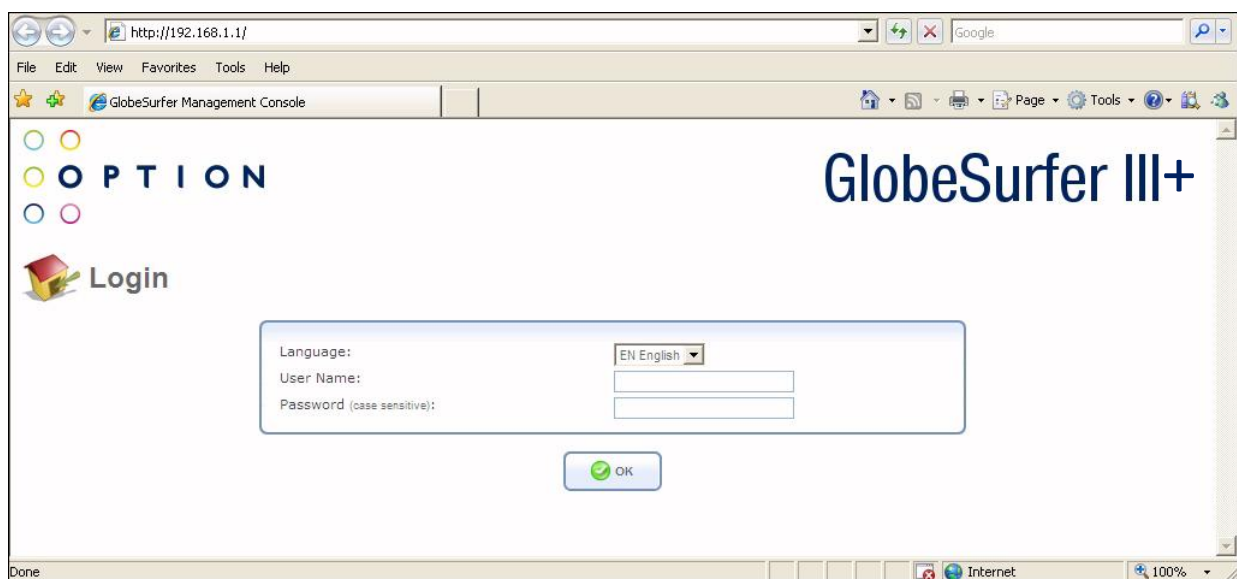 http://192.168.1.1/
Google
File Edit View Favorites Tools Help
GlobeSurfer Management Console
Page Tools
OPTION
GlobeSurfer III+
Login
Language: EN English
User Name:
Password (case sensitive):
OK
Done
Internet
100%